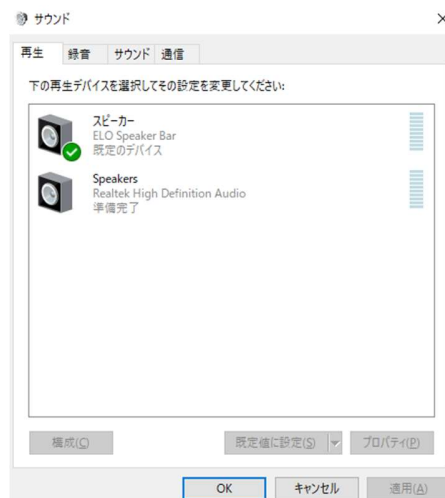 サウンド
再生 録音 サウンド 通信
下の再生デバイスを選択してその設定を変更してください:
スピーカー
ELO Speaker Bar
既定のデバイス
Speakers
Realtek High Definition Audio
準備完了
構成(C) 既定値に設定(S) プロパティ(P)
OK キャンセル 適用(A)